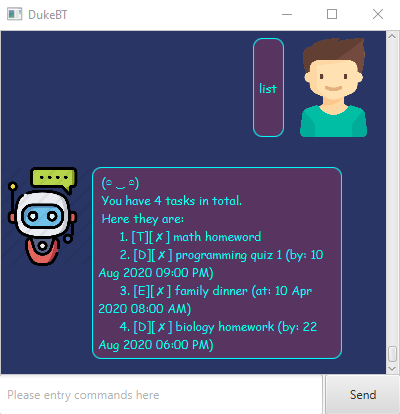 DukeBT
list
(ʘ ‿ ʘ)
You have 4 tasks in total.
Here they are:
1. [T][✗] math homeword
2. [D][✗] programming quiz 1 (by: 10
Aug 2020 09:00 PM)
3. [E][✗] family dinner (at: 10 Apr
2020 08:00 AM)
4. [D][✗] biology homework (by: 22
Aug 2020 06:00 PM)
Please entry commands here
Send